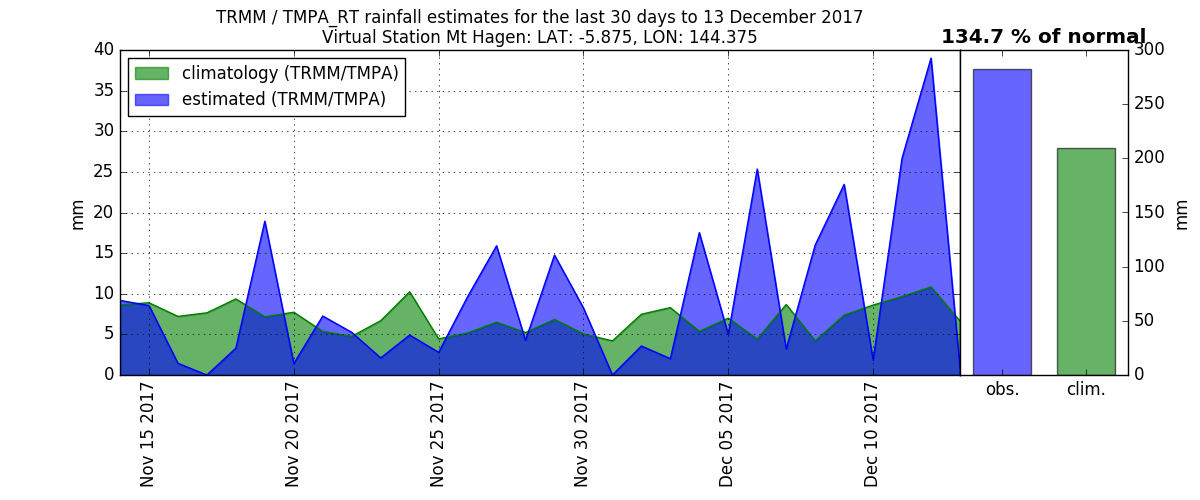 TRMM / TMPA_RT rainfall estimates for the last 30 days to 13 December 2017
Virtual Station Mt Hagen: LAT: -5.875, LON: 144.375
134.7 % of normal
climatology (TRMM/TMPA)
estimated (TRMM/TMPA)
40
35
30
25
20
15
10
5
0
mm
Nov 15 2017
Nov 20 2017
Nov 25 2017
Nov 30 2017
Dec 05 2017
Dec 10 2017
obs.
clim.
300
250
200
150
100
50
0
mm